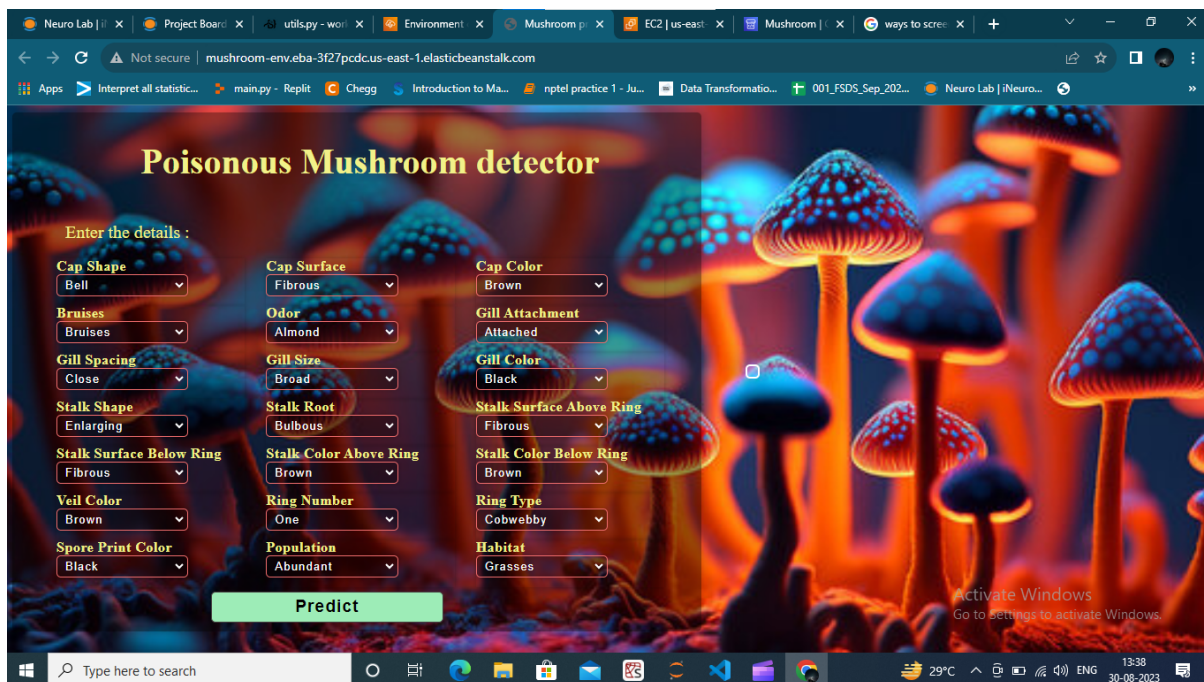 Neuro Lab | i
Project Board
utils.py - wor
Environment
Mushroom p
EC2 | us-east-
Mushroom | C
ways to scree
Not secure
mushroom-env.eba-3f27pcdc.us-east-1.elasticbeanstalk.com
Apps
Interpret all statistic...
main.py - Replit
Chegg
Introduction to Ma...
nptel practice 1 - Ju...
Data Transformatio...
001_FSDS_Sep_202...
Neuro Lab | iNeuro...
Poisonous Mushroom detector
Enter the details :
Cap Shape Cap Surface Cap Color
Bell Fibrous Brown
Bruises Odor Gill Attachment
Bruises Almond Attached
Gill Spacing Gill Size Gill Color
Close Broad Black
Stalk Shape Stalk Root Stalk Surface Above Ring
Enlarging Bulbous Fibrous
Stalk Surface Below Ring Stalk Color Above Ring Stalk Color Below Ring
Fibrous Brown Brown
Veil Color Ring Number Ring Type
Brown One Cobwebby
Spore Print Color Population Habitat
Black Abundant Grasses
Predict
Activate Windows
Go to Settings to activate Windows.
Type here to search
29°C
ENG
13:38
30-08-2023